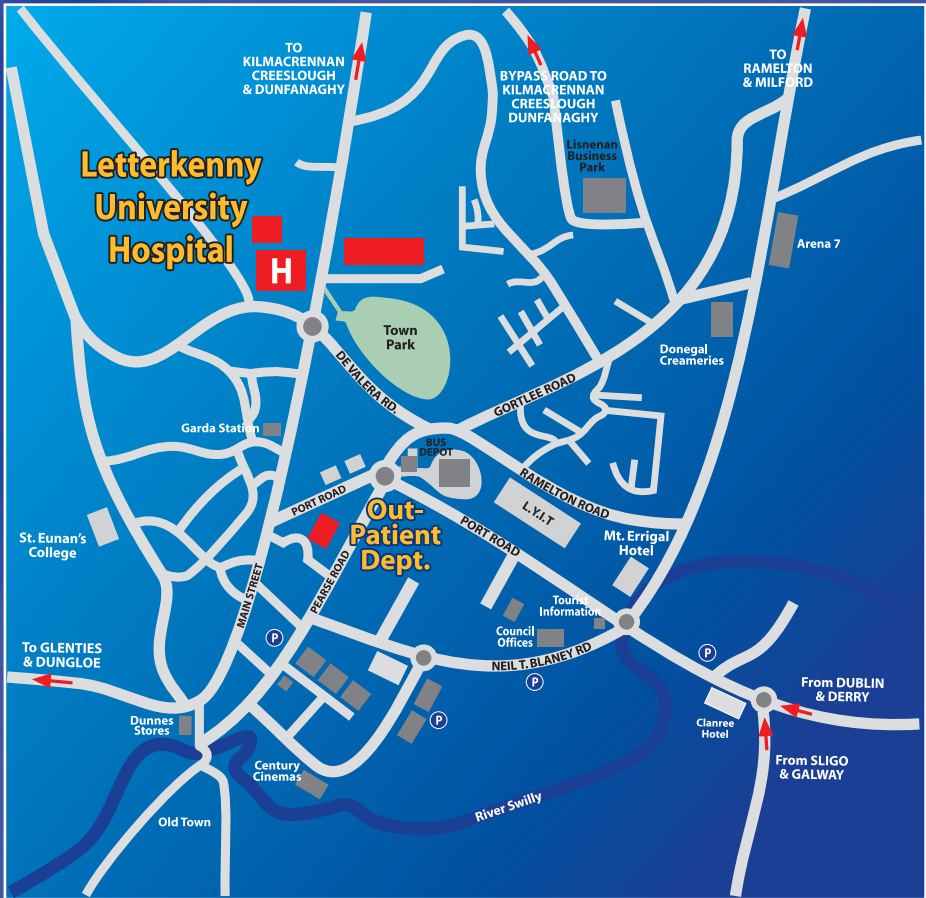 TO
KILMACRENNAN
CREESLOUGH
& DUNFANAGHY
BYPASS ROAD TO
KILMACRENNAN
CREESLOUGH
DUNFANAGHY
TO
RAMELTON
& MILFORD
Lisnenan
Business
Park
Letterkenny
University
Hospital
H
Arena 7
Town
Park
Donegal
Creameries
DE VALERA RD.
GORTLEE ROAD
Garda Station
BUS
DEPOT
RAMELTON ROAD
PORT ROAD
L.Y.I.T
Out-
Patient
Dept.
PORT ROAD
St. Eunan's
College
Mt. Errigal
Hotel
MAIN STREET
PEARSE ROAD
Tourist
Information
Council
Offices
P
NEIL T. BLANEY RD
P
P
P
To GLENTIES
& DUNGLOE
From DUBLIN
& DERRY
Clanree
Hotel
Dunnes
Stores
Century
Cinemas
From SLIGO
& GALWAY
River Swilly
Old Town